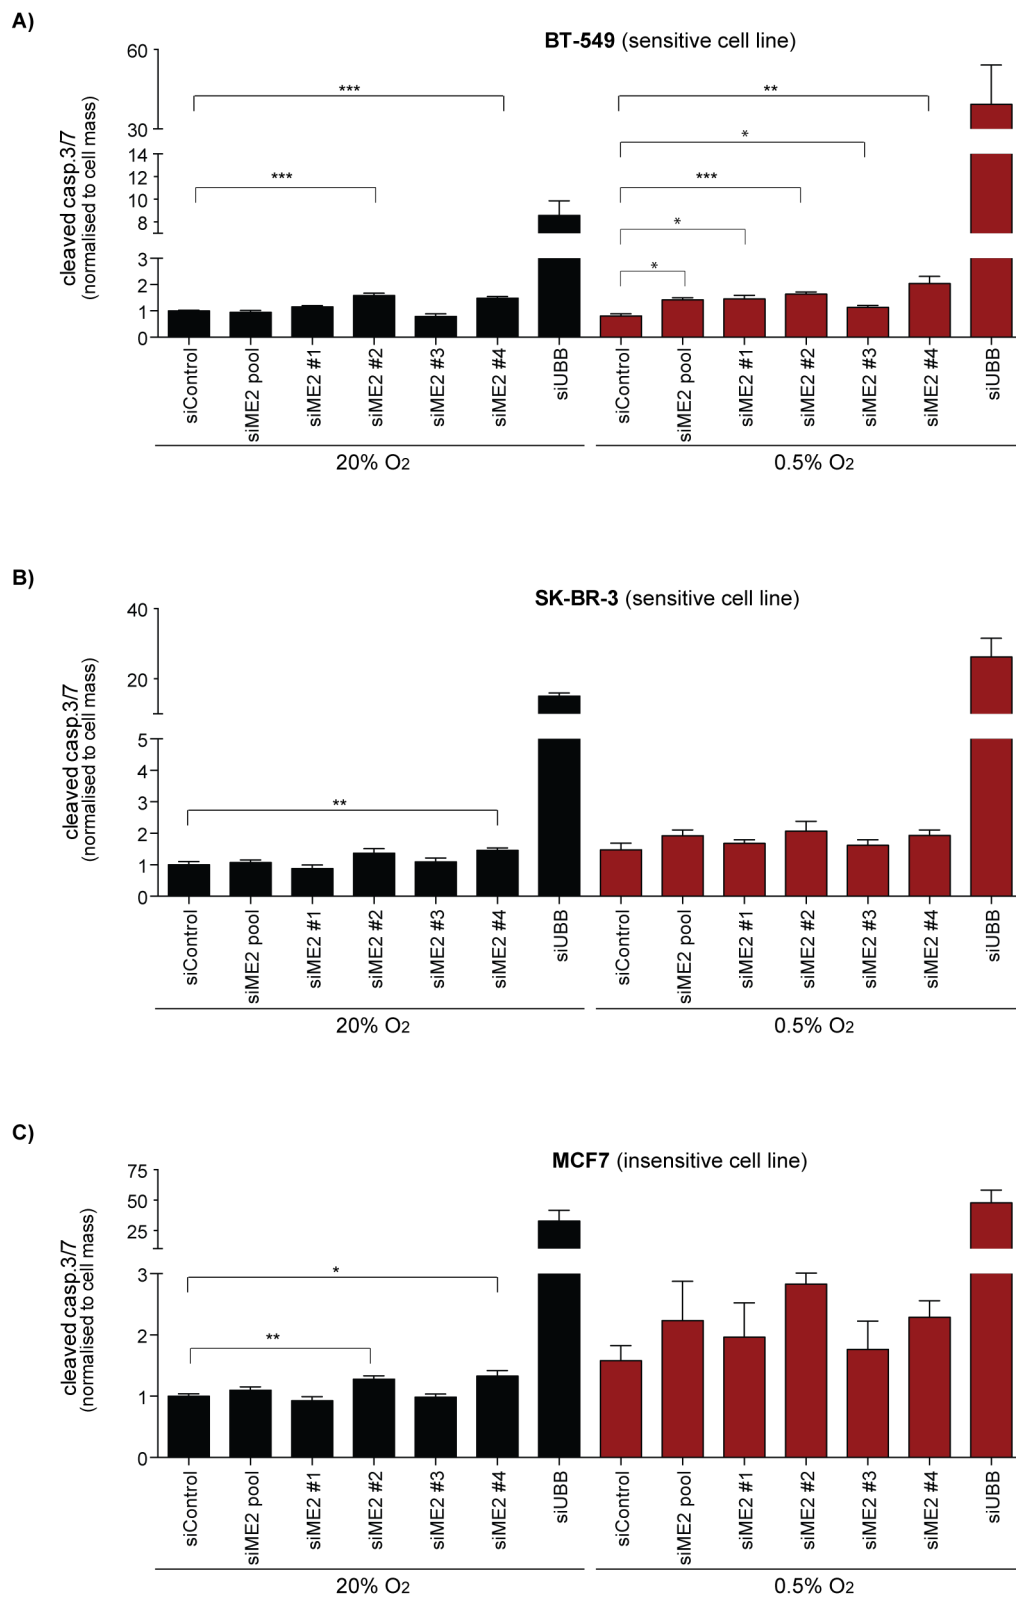 A)
BT-549 (sensitive cell line)
cleaved casp.3/7
(normalised to cell mass)
60
30
14
12
10
8
3
2
1
0
***
***
**
*
***
*
*
siControl
siME2 pool
siME2 #1
siME2 #2
siME2 #3
siME2 #4
siUBB
siControl
siME2 pool
siME2 #1
siME2 #2
siME2 #3
siME2 #4
siUBB
20% O2
0.5% O2
B)
SK-BR-3 (sensitive cell line)
cleaved casp.3/7
(normalised to cell mass)
40
20
5
4
3
2
1
0
**
siControl
siME2 pool
siME2 #1
siME2 #2
siME2 #3
siME2 #4
siUBB
siControl
siME2 pool
siME2 #1
siME2 #2
siME2 #3
siME2 #4
siUBB
20% O2
0.5% O2
C)
MCF7 (insensitive cell line)
cleaved casp.3/7
(normalised to cell mass)
75
50
25
3
2
1
0
*
**
siControl
siME2 pool
siME2 #1
siME2 #2
siME2 #3
siME2 #4
siUBB
siControl
siME2 pool
siME2 #1
siME2 #2
siME2 #3
siME2 #4
siUBB
20% O2
0.5% O2